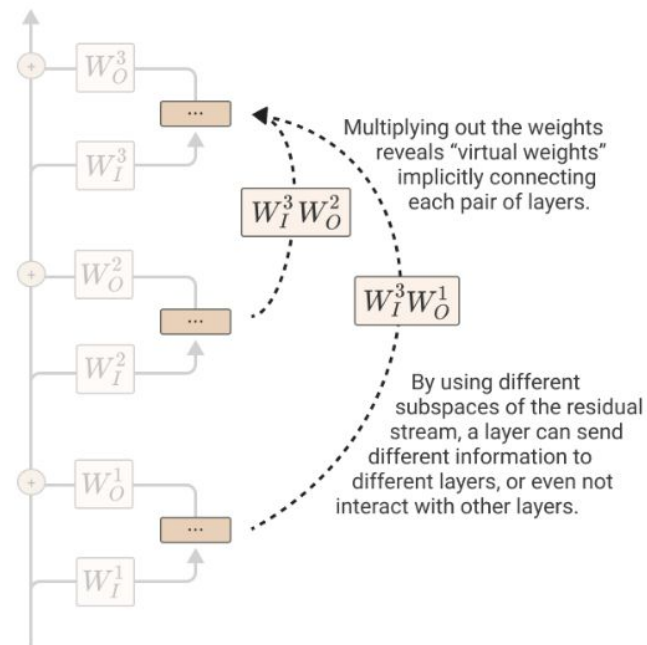 +
W_O^3
...
W_I^3
Multiplying out the weights
reveals “virtual weights”
implicitly connecting
each pair of layers.
W_I^3 W_O^2
+
W_O^2
...
W_I^2
W_I^3 W_O^1
By using different
subspaces of the residual
stream, a layer can send
different information to
different layers, or even not
interact with other layers.
+
W_O^1
...
W_I^1